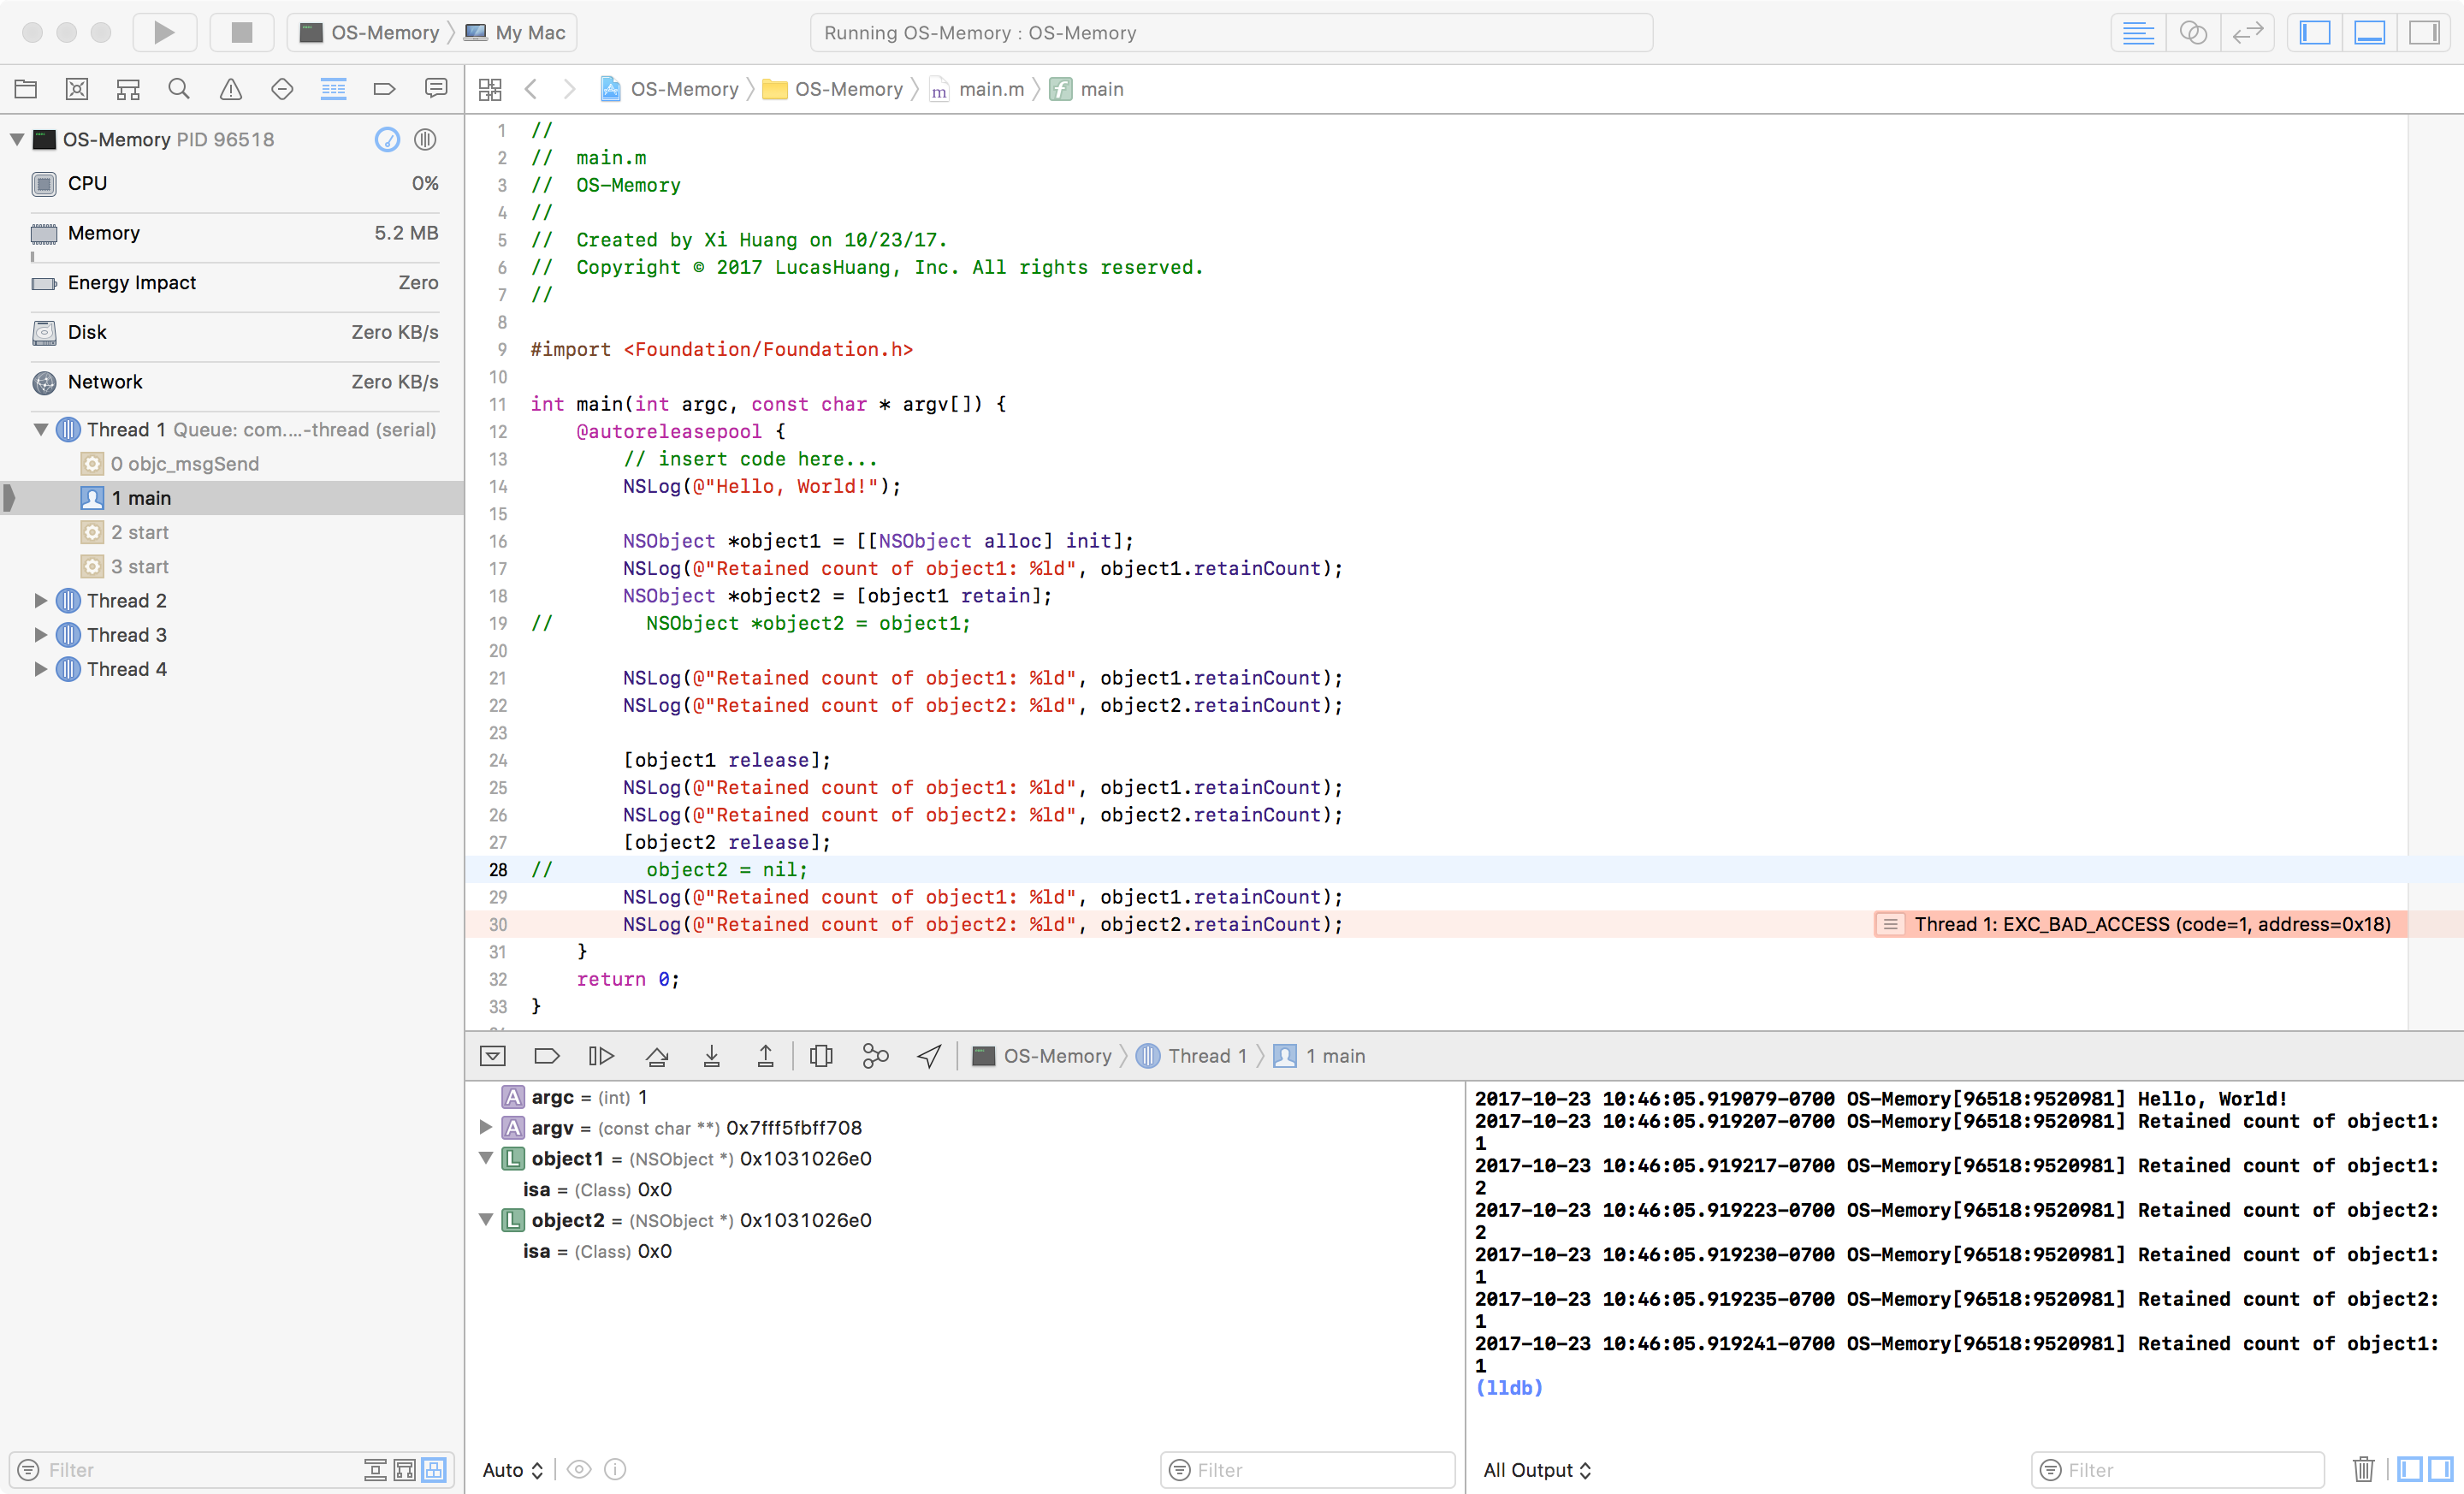 OS-Memory My Mac
Running OS-Memory : OS-Memory
OS-Memory OS-Memory main.m main
OS-Memory PID 96518
CPU 0%
Memory 5.2 MB
Energy Impact Zero
Disk Zero KB/s
Network Zero KB/s
Thread 1 Queue: com....-thread (serial)
0 objc_msgSend
1 main
2 start
3 start
Thread 2
Thread 3
Thread 4
Filter
1 //
2 //  main.m
3 //  OS-Memory
4 //
5 //  Created by Xi Huang on 10/23/17.
6 //  Copyright © 2017 LucasHuang, Inc. All rights reserved.
7 //
8
9 #import <Foundation/Foundation.h>
10
11 int main(int argc, const char * argv[]) {
12     @autoreleasepool {
13         // insert code here...
14         NSLog(@"Hello, World!");
15
16         NSObject *object1 = [[NSObject alloc] init];
17         NSLog(@"Retained count of object1: %ld", object1.retainCount);
18         NSObject *object2 = [object1 retain];
19 //        NSObject *object2 = object1;
20
21         NSLog(@"Retained count of object1: %ld", object1.retainCount);
22         NSLog(@"Retained count of object2: %ld", object2.retainCount);
23
24         [object1 release];
25         NSLog(@"Retained count of object1: %ld", object1.retainCount);
26         NSLog(@"Retained count of object2: %ld", object2.retainCount);
27         [object2 release];
28 //        object2 = nil;
29         NSLog(@"Retained count of object1: %ld", object1.retainCount);
30         NSLog(@"Retained count of object2: %ld", object2.retainCount); Thread 1: EXC_BAD_ACCESS (code=1, address=0x18)
31     }
32     return 0;
33 }
OS-Memory Thread 1 1 main
A argc = (int) 1
A argv = (const char **) 0x7fff5fbff708
L object1 = (NSObject *) 0x1031026e0
isa = (Class) 0x0
L object2 = (NSObject *) 0x1031026e0
isa = (Class) 0x0
Auto
Filter
2017-10-23 10:46:05.919079-0700 OS-Memory[96518:9520981] Hello, World!
2017-10-23 10:46:05.919207-0700 OS-Memory[96518:9520981] Retained count of object1:
1
2017-10-23 10:46:05.919217-0700 OS-Memory[96518:9520981] Retained count of object1:
2
2017-10-23 10:46:05.919223-0700 OS-Memory[96518:9520981] Retained count of object2:
2
2017-10-23 10:46:05.919230-0700 OS-Memory[96518:9520981] Retained count of object1:
1
2017-10-23 10:46:05.919235-0700 OS-Memory[96518:9520981] Retained count of object2:
1
2017-10-23 10:46:05.919241-0700 OS-Memory[96518:9520981] Retained count of object1:
1
(lldb)
All Output
Filter